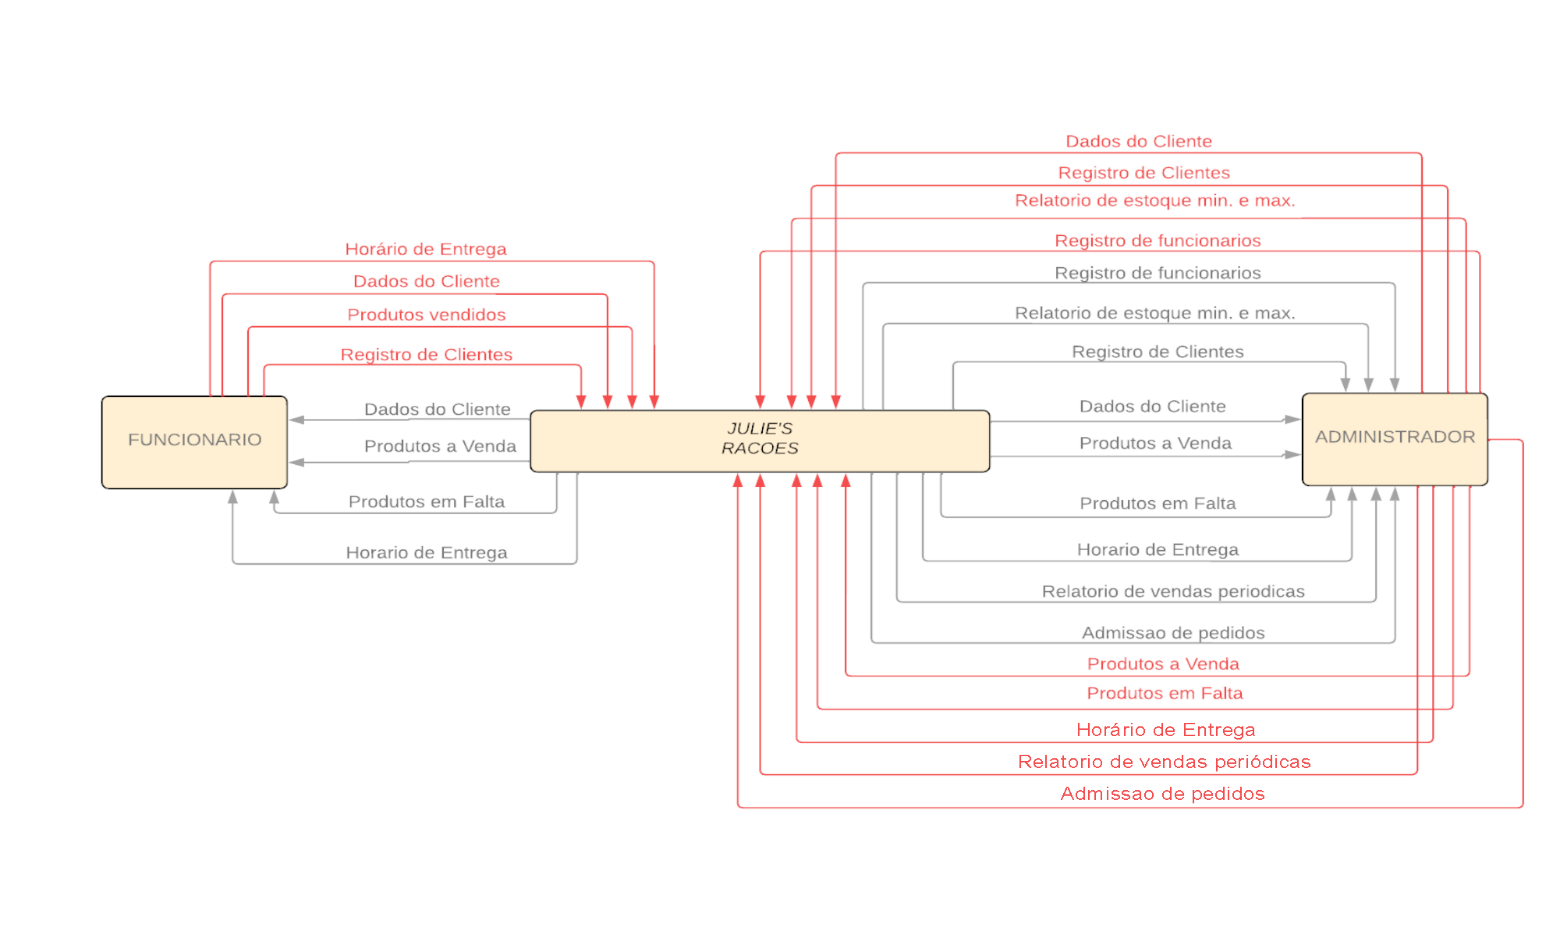 Dados do Cliente
Registro de Clientes
Relatorio de estoque min. e max.
Registro de funcionarios
Registro de funcionarios
Relatorio de estoque min. e max.
Registro de Clientes
Horário de Entrega
Dados do Cliente
Produtos vendidos
Registro de Clientes
FUNCIONARIO
Dados do Cliente
Produtos a Venda
Produtos em Falta
Horario de Entrega
JULIE'S
RACOES
Dados do Cliente
Produtos a Venda
ADMINISTRADOR
Produtos em Falta
Horario de Entrega
Relatorio de vendas periodicas
Admissao de pedidos
Produtos a Venda
Produtos em Falta
Horário de Entrega
Relatorio de vendas periódicas
Admissao de pedidos